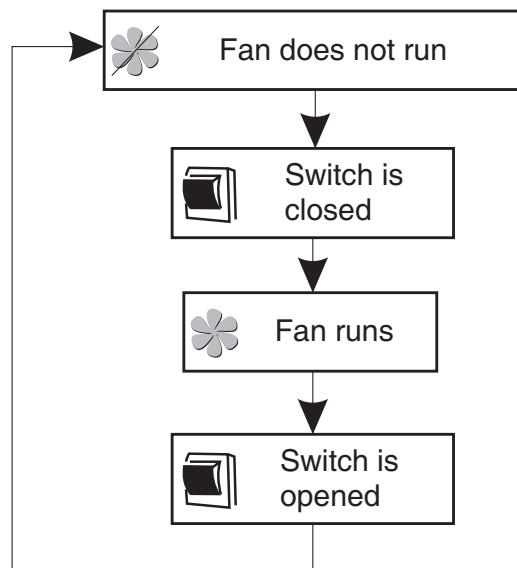 Fan does not run
Switch is
closed
Fan runs
Switch is
opened